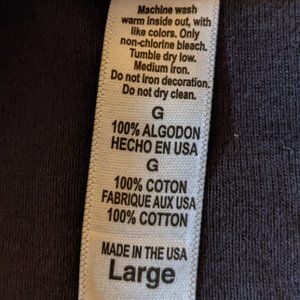 Machine wash
warm inside out, with
like colors. Only
non-chlorine bleach.
Tumble dry low.
Medium iron.
Do not iron decoration.
Do not dry clean.
G
100% ALGODON
HECHO EN USA
G
100% COTON
FABRIQUE AUX USA
100% COTTON
MADE IN THE USA
Large